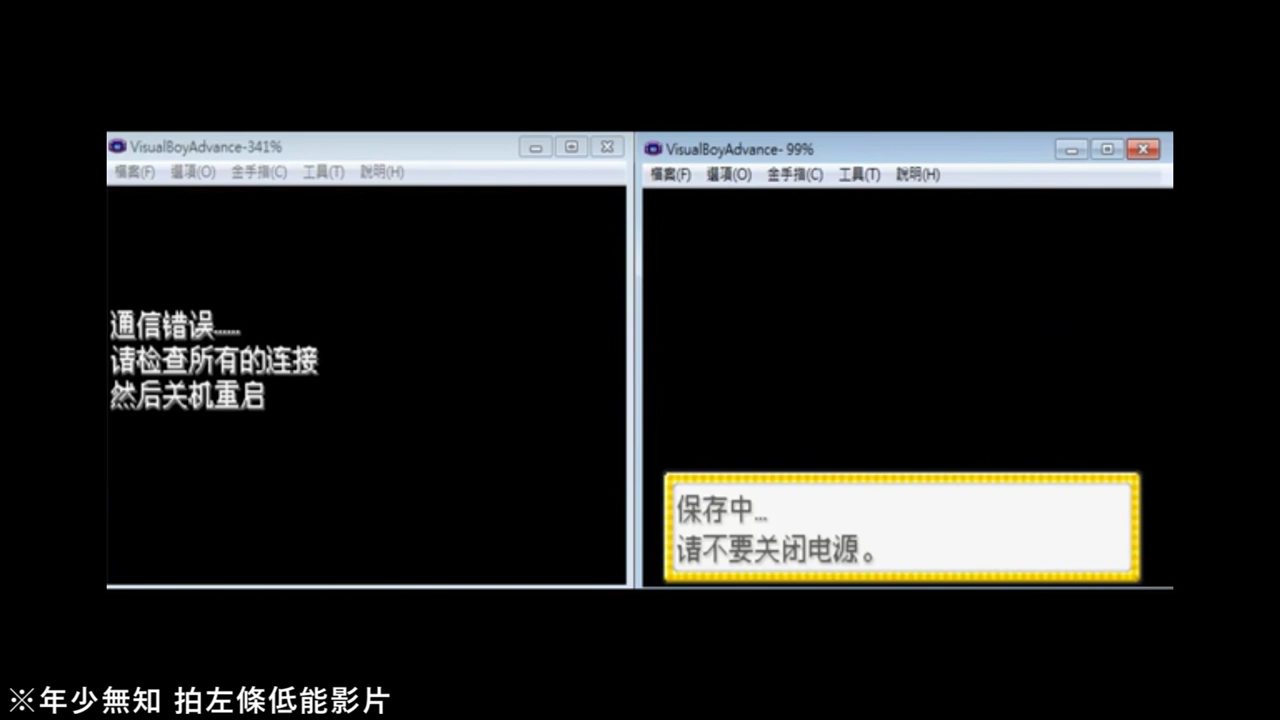 VisualBoyAdvance-341%
檔案(F) 選項(O) 金手指(C) 工具(T) 說明(H)
通信错误……
请检查所有的连接
然后关机重启
VisualBoyAdvance- 99%
檔案(F) 選項(O) 金手指(C) 工具(T) 說明(H)
保存中…
请不要关闭电源。
※年少無知 拍左條低能影片